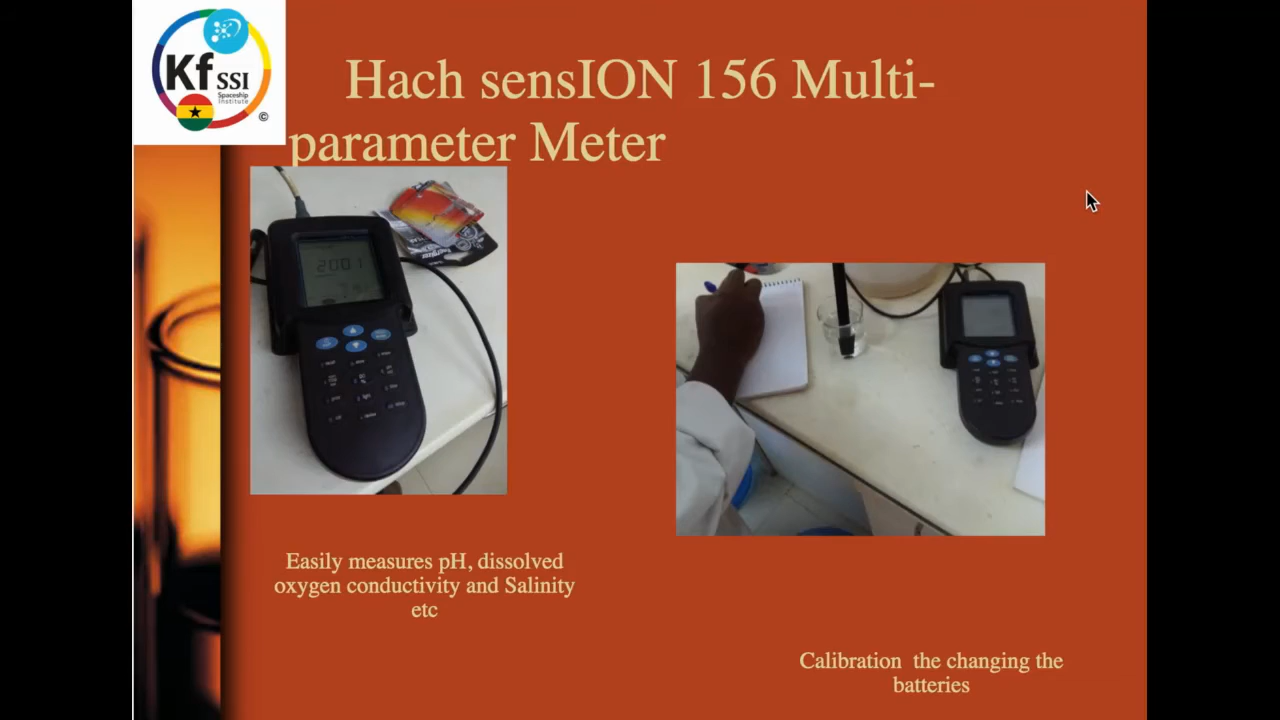 Kf SSI
Spaceship
Institute
©
Hach sensION 156 Multi-
parameter Meter
2001
Easily measures pH, dissolved
oxygen conductivity and Salinity
etc
Calibration the changing the
batteries